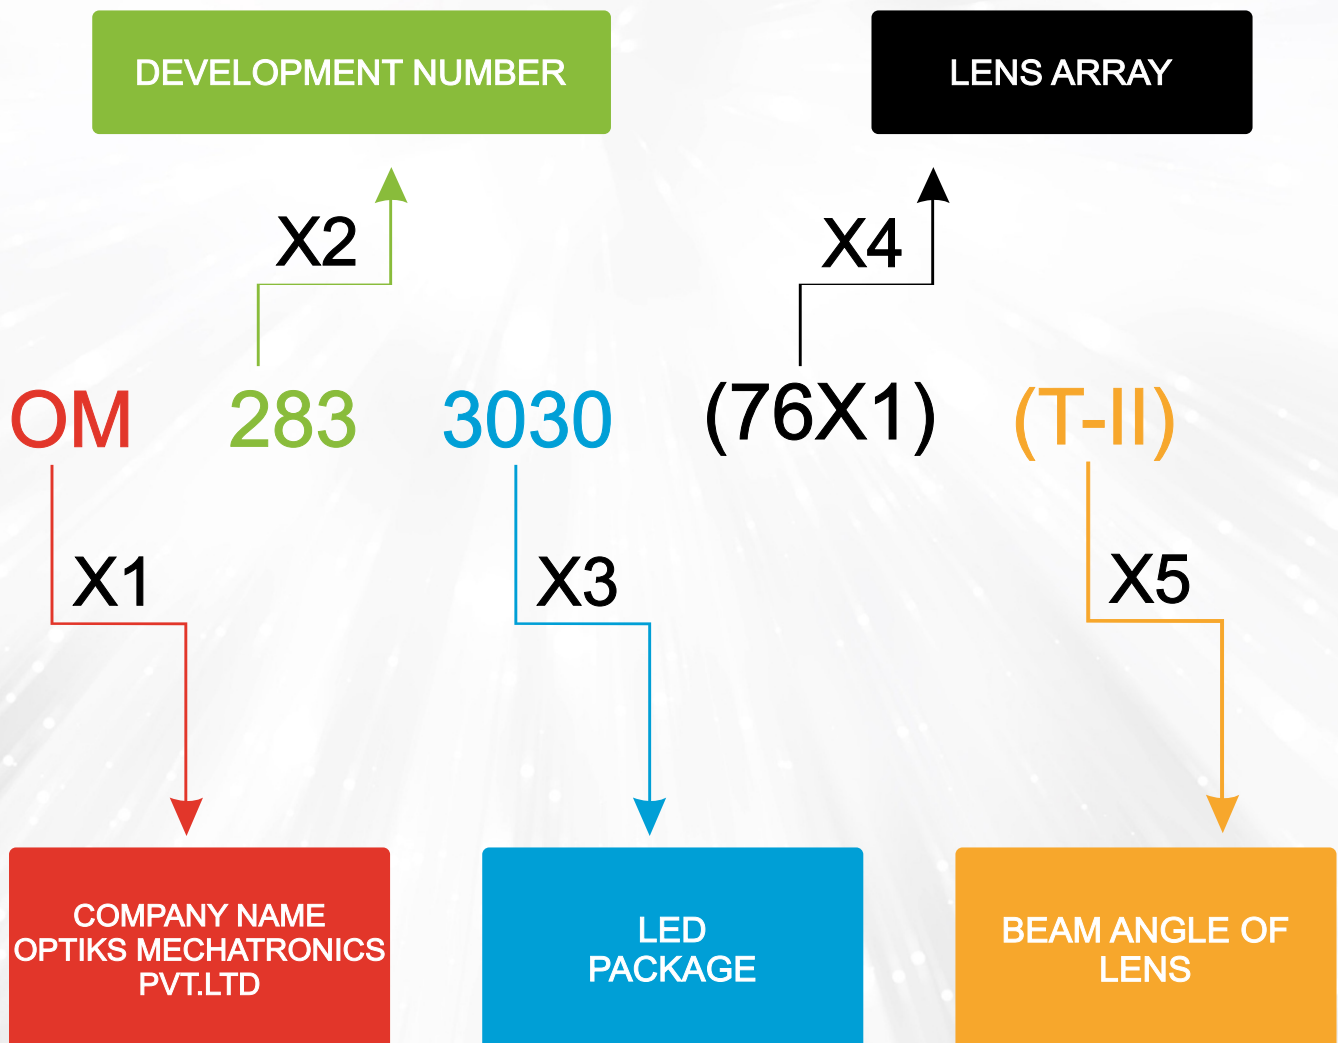 DEVELOPMENT NUMBER
LENS ARRAY
X2
X4
OM 283 3030 (76X1) (T-II)
X1
X3
X5
COMPANY NAME
OPTIKS MECHATRONICS
PVT.LTD
LED
PACKAGE
BEAM ANGLE OF
LENS